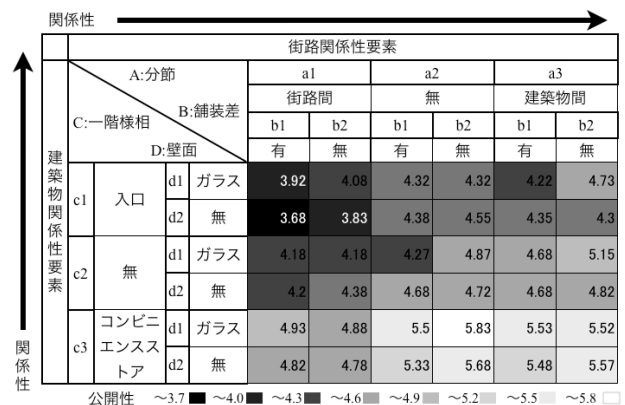 関係性
街路関係性要素
A:分節
B:舗装差
C:一階様相
D:壁面
a1 a2 a3
街路間 無 建築物間
b1 b2 b1 b2 b1 b2
有 無 有 無 有 無
建築物関係性要素
c1 入口 d1 ガラス 3.92 4.08 4.32 4.32 4.22 4.73
d2 無 3.68 3.83 4.38 4.55 4.35 4.3
c2 無 d1 ガラス 4.18 4.18 4.27 4.87 4.68 5.15
d2 無 4.2 4.38 4.68 4.72 4.68 4.82
c3 コンビニエンスストア d1 ガラス 4.93 4.88 5.5 5.83 5.53 5.52
d2 無 4.82 4.78 5.33 5.68 5.48 5.57
関係性
公開性 ～3.7 ～4.0 ～4.3 ～4.6 ～4.9 ～5.2 ～5.5 ～5.8